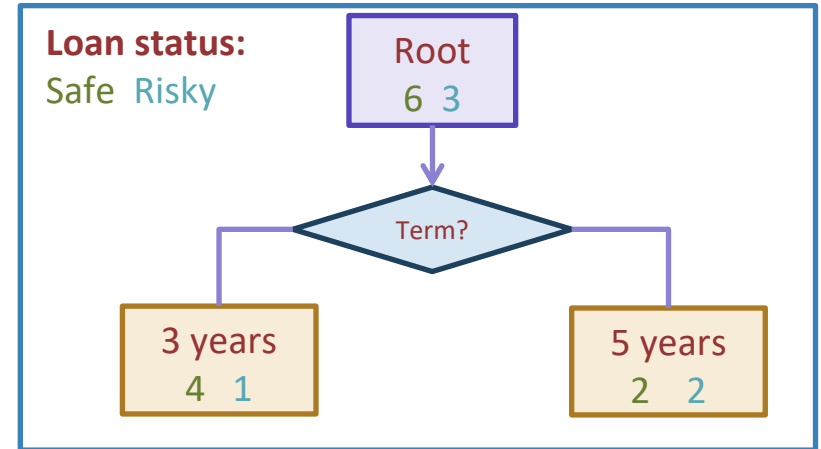 Loan status:
Safe Risky
Root
6 3
Term?
3 years
4 1
5 years
2 2